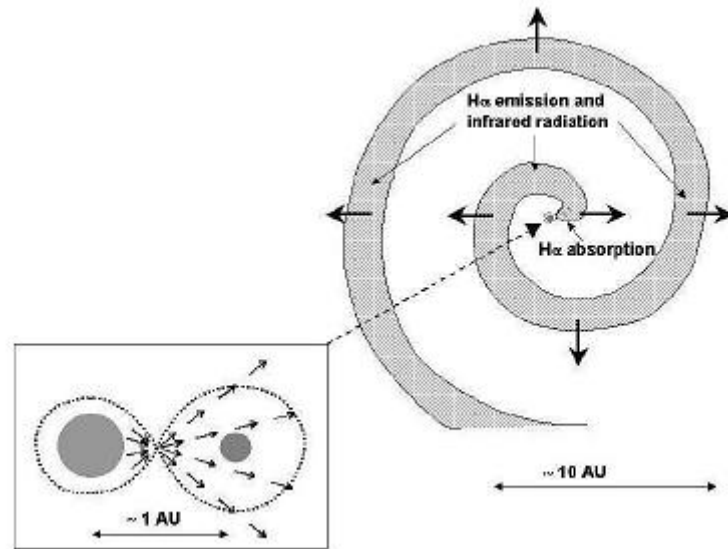 Hα emission and
infrared radiation
Hα absorption
~ 10 AU
~ 1 AU